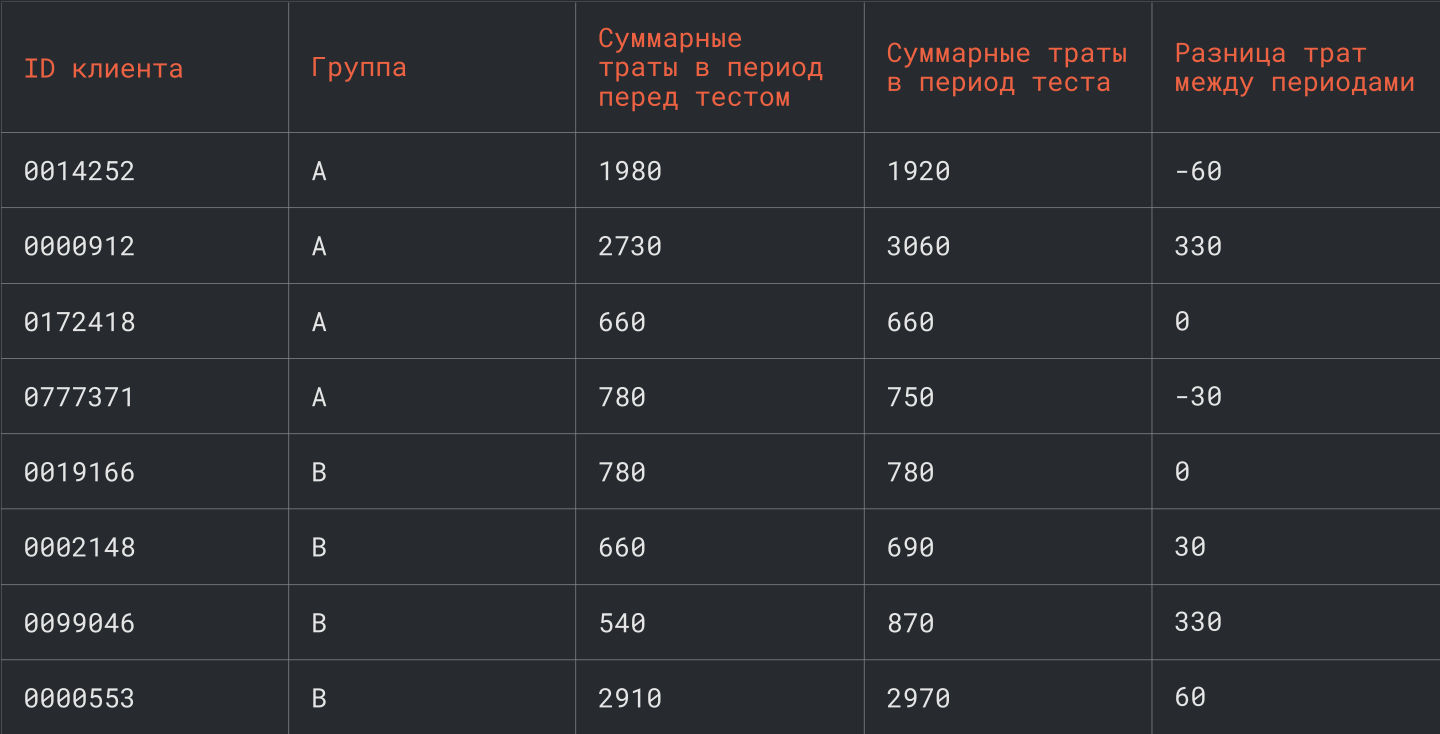 ID клиента
Группа
Суммарные
траты в период
перед тестом
Суммарные траты
в период теста
Разница трат
между периодами
0014252 A 1980 1920 -60
0000912 A 2730 3060 330
0172418 A 660 660 0
0777371 A 780 750 -30
0019166 B 780 780 0
0002148 B 660 690 30
0099046 B 540 870 330
0000553 B 2910 2970 60